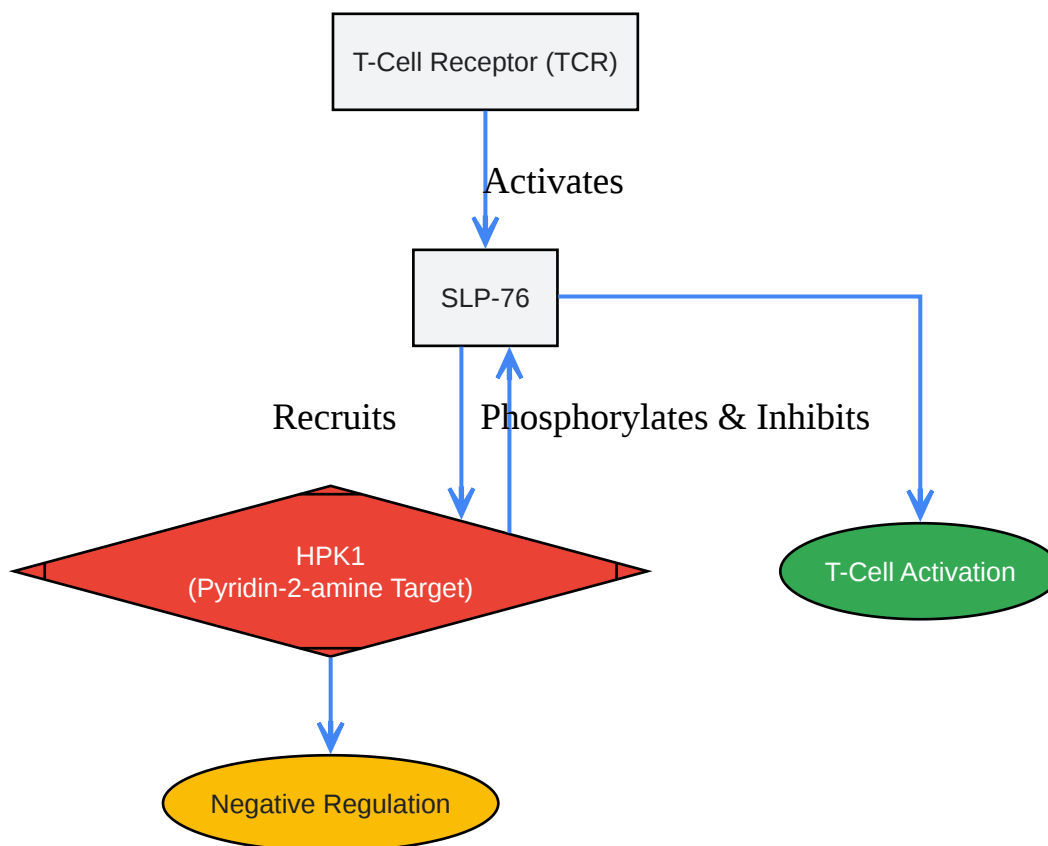 T-Cell Receptor (TCR)
Activates
SLP-76
Recruits
Phosphorylates & Inhibits
HPK1
(Pyridin-2-amine Target)
T-Cell Activation
Negative Regulation